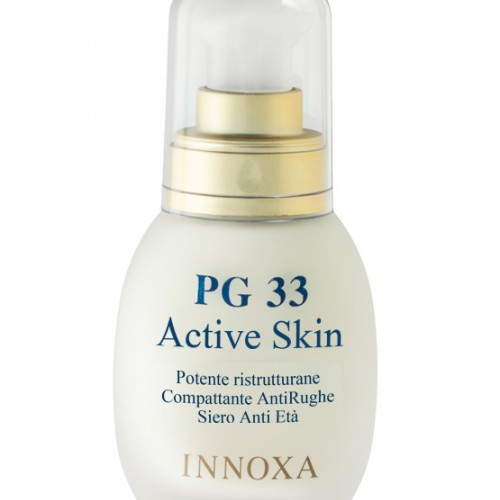 PG 33
Active Skin
Potente ristrutturane
Compattante AntiRughe
Siero Anti Età
INNOXA